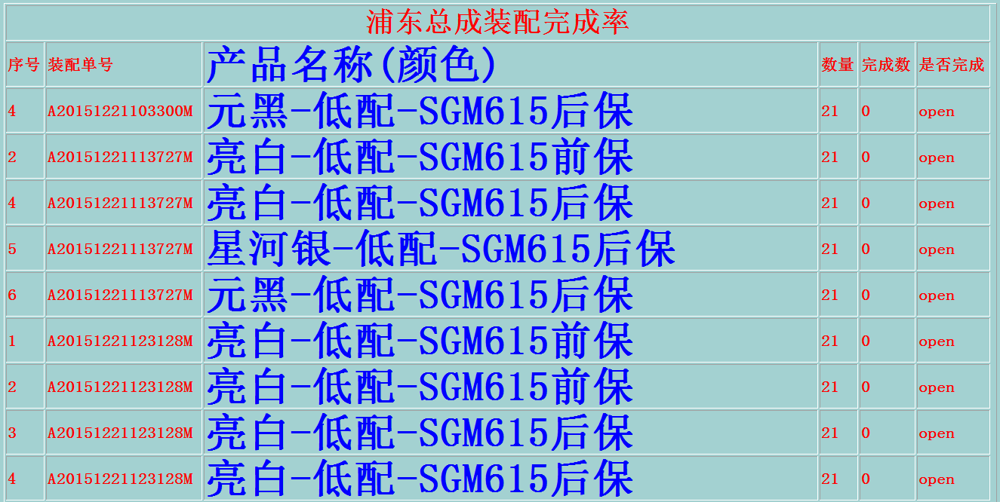 浦东总成装配完成率
序号 装配单号 产品名称(颜色) 数量 完成数 是否完成
4 A20151221103300M 元黑-低配-SGM615后保 21 0 open
2 A20151221113727M 亮白-低配-SGM615前保 21 0 open
4 A20151221113727M 亮白-低配-SGM615后保 21 0 open
5 A20151221113727M 星河银-低配-SGM615后保 21 0 open
6 A20151221113727M 元黑-低配-SGM615后保 21 0 open
1 A20151221123128M 亮白-低配-SGM615前保 21 0 open
2 A20151221123128M 亮白-低配-SGM615前保 21 0 open
3 A20151221123128M 亮白-低配-SGM615后保 21 0 open
4 A20151221123128M 亮白-低配-SGM615后保 21 0 open